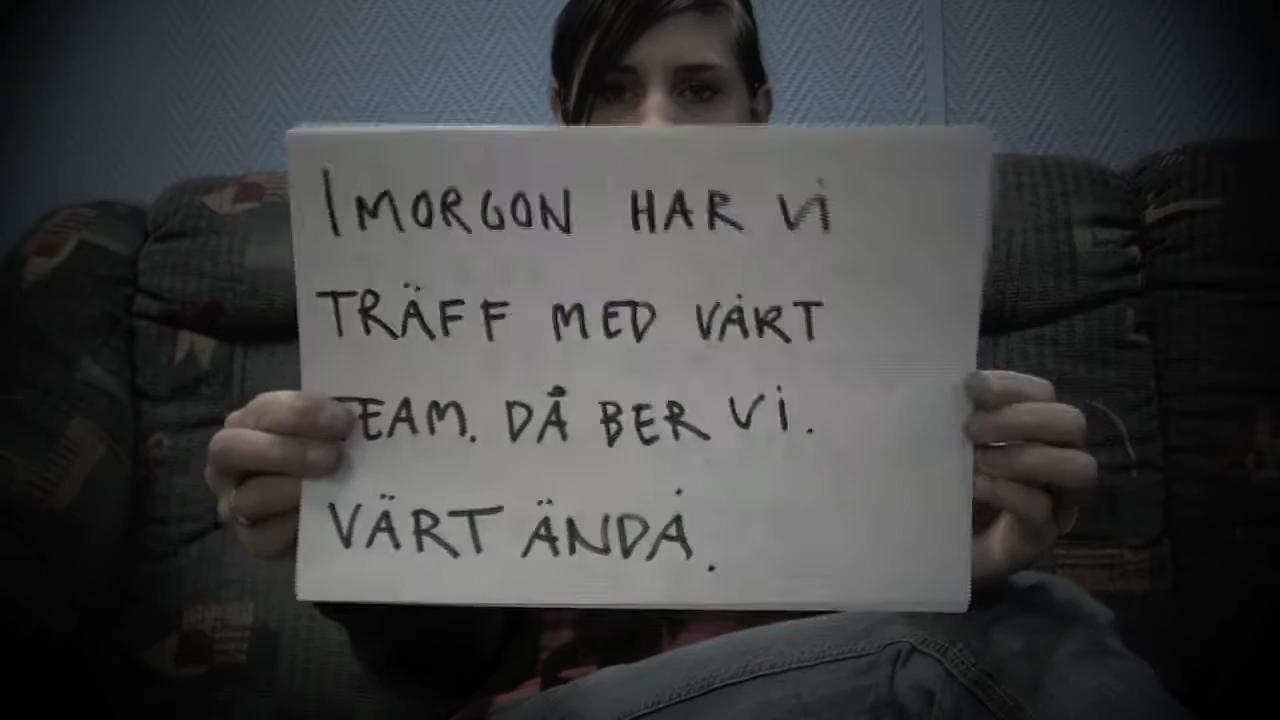 IMORGON HAR Vi
TRÄFF MED VÅRT
TEAM. DÅ BER Vi.
VÄRT ÄNDÅ.